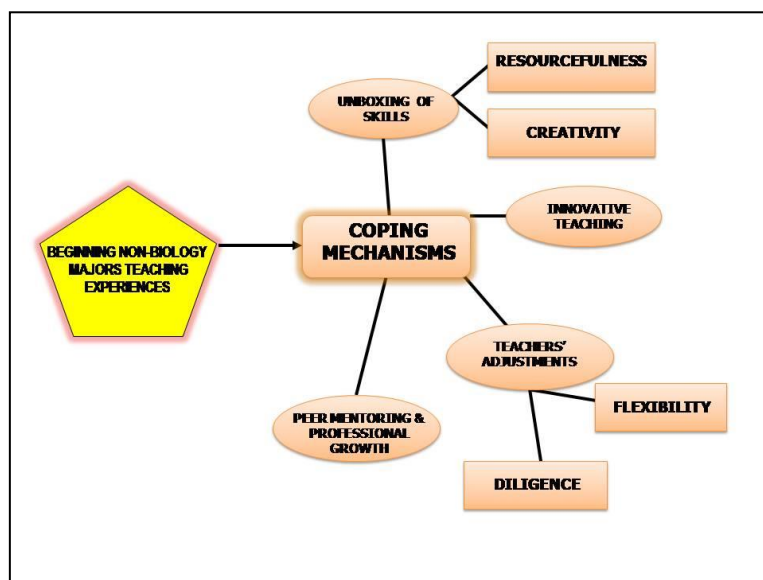 RESOURCEFULNESS
UNBOXING OF
SKILLS
CREATIVITY
INNOVATIVE
TEACHING
COPING
MECHANISMS
BEGINNING NON-BIOLOGY
MAJORS TEACHING
EXPERIENCES
TEACHERS'
ADJUSTMENTS
FLEXIBILITY
PEER MENTORING &
PROFESSIONAL
GROWTH
DILIGENCE